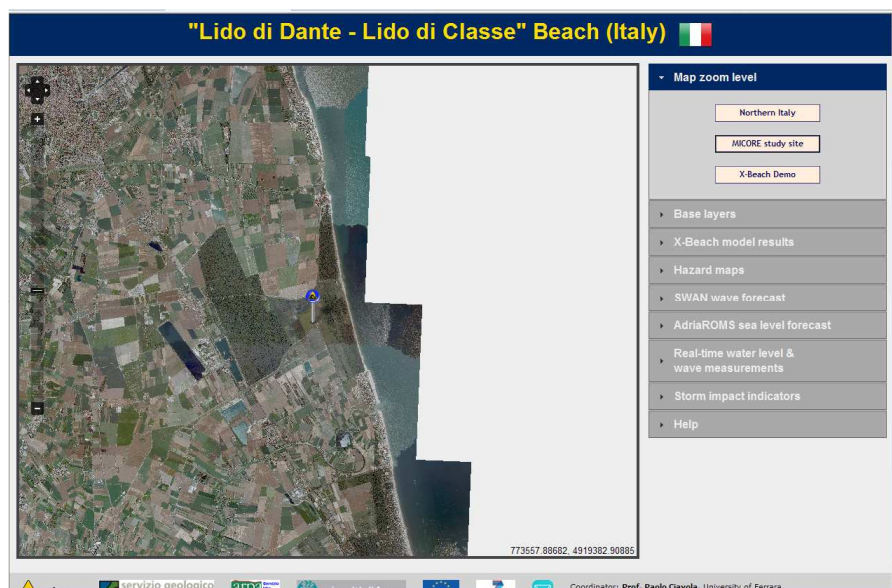 "Lido di Dante - Lido di Classe" Beach (Italy)
Map zoom level
Northern Italy
MICORE study site
X-Beach Demo
Base layers
X-Beach model results
Hazard maps
SWAN wave forecast
AdriaROMS sea level forecast
Real-time water level &
wave measurements
Storm impact indicators
Help
773557.88682, 4919382.90885
servizio geologico
Coordinator: Prof. Paolo Ciavola, University of Ferrara